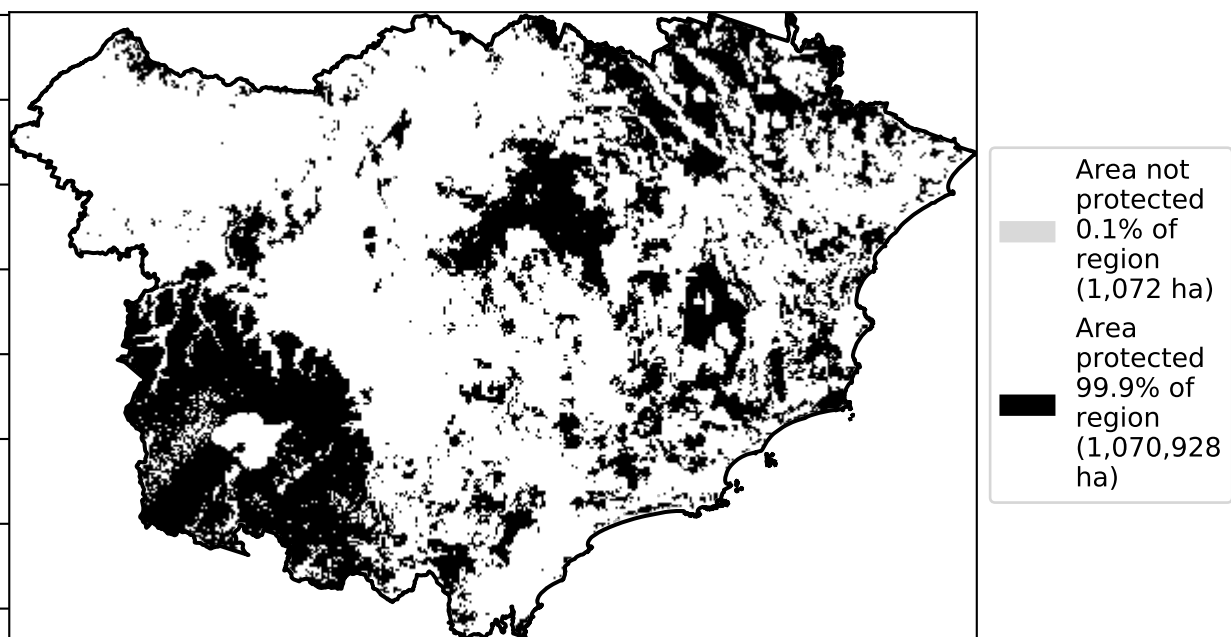 Area not
protected
0.1% of
region
(1,072 ha)
Area
protected
99.9% of
region
(1,070,928
ha)